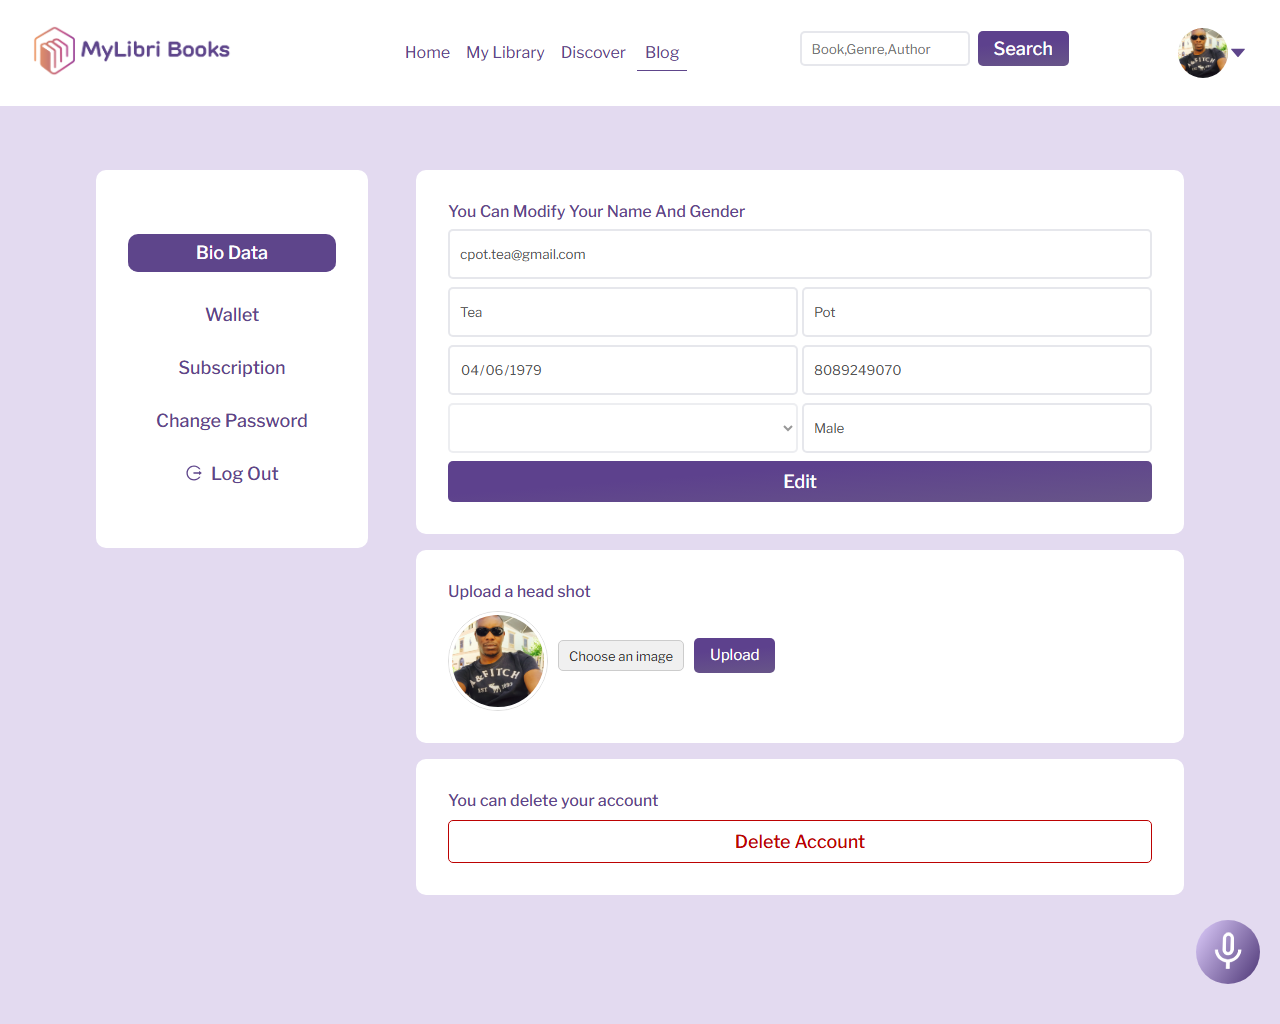 MyLibri Books
Home My Library Discover Blog
Book,Genre,Author Search
Bio Data
Wallet
Subscription
Change Password
Log Out
You Can Modify Your Name And Gender
cpot.tea@gmail.com
Tea Pot
04/06/1979 8089249070
Male
Edit
Upload a head shot
A&FITCH
Choose an image Upload
You can delete your account
Delete Account